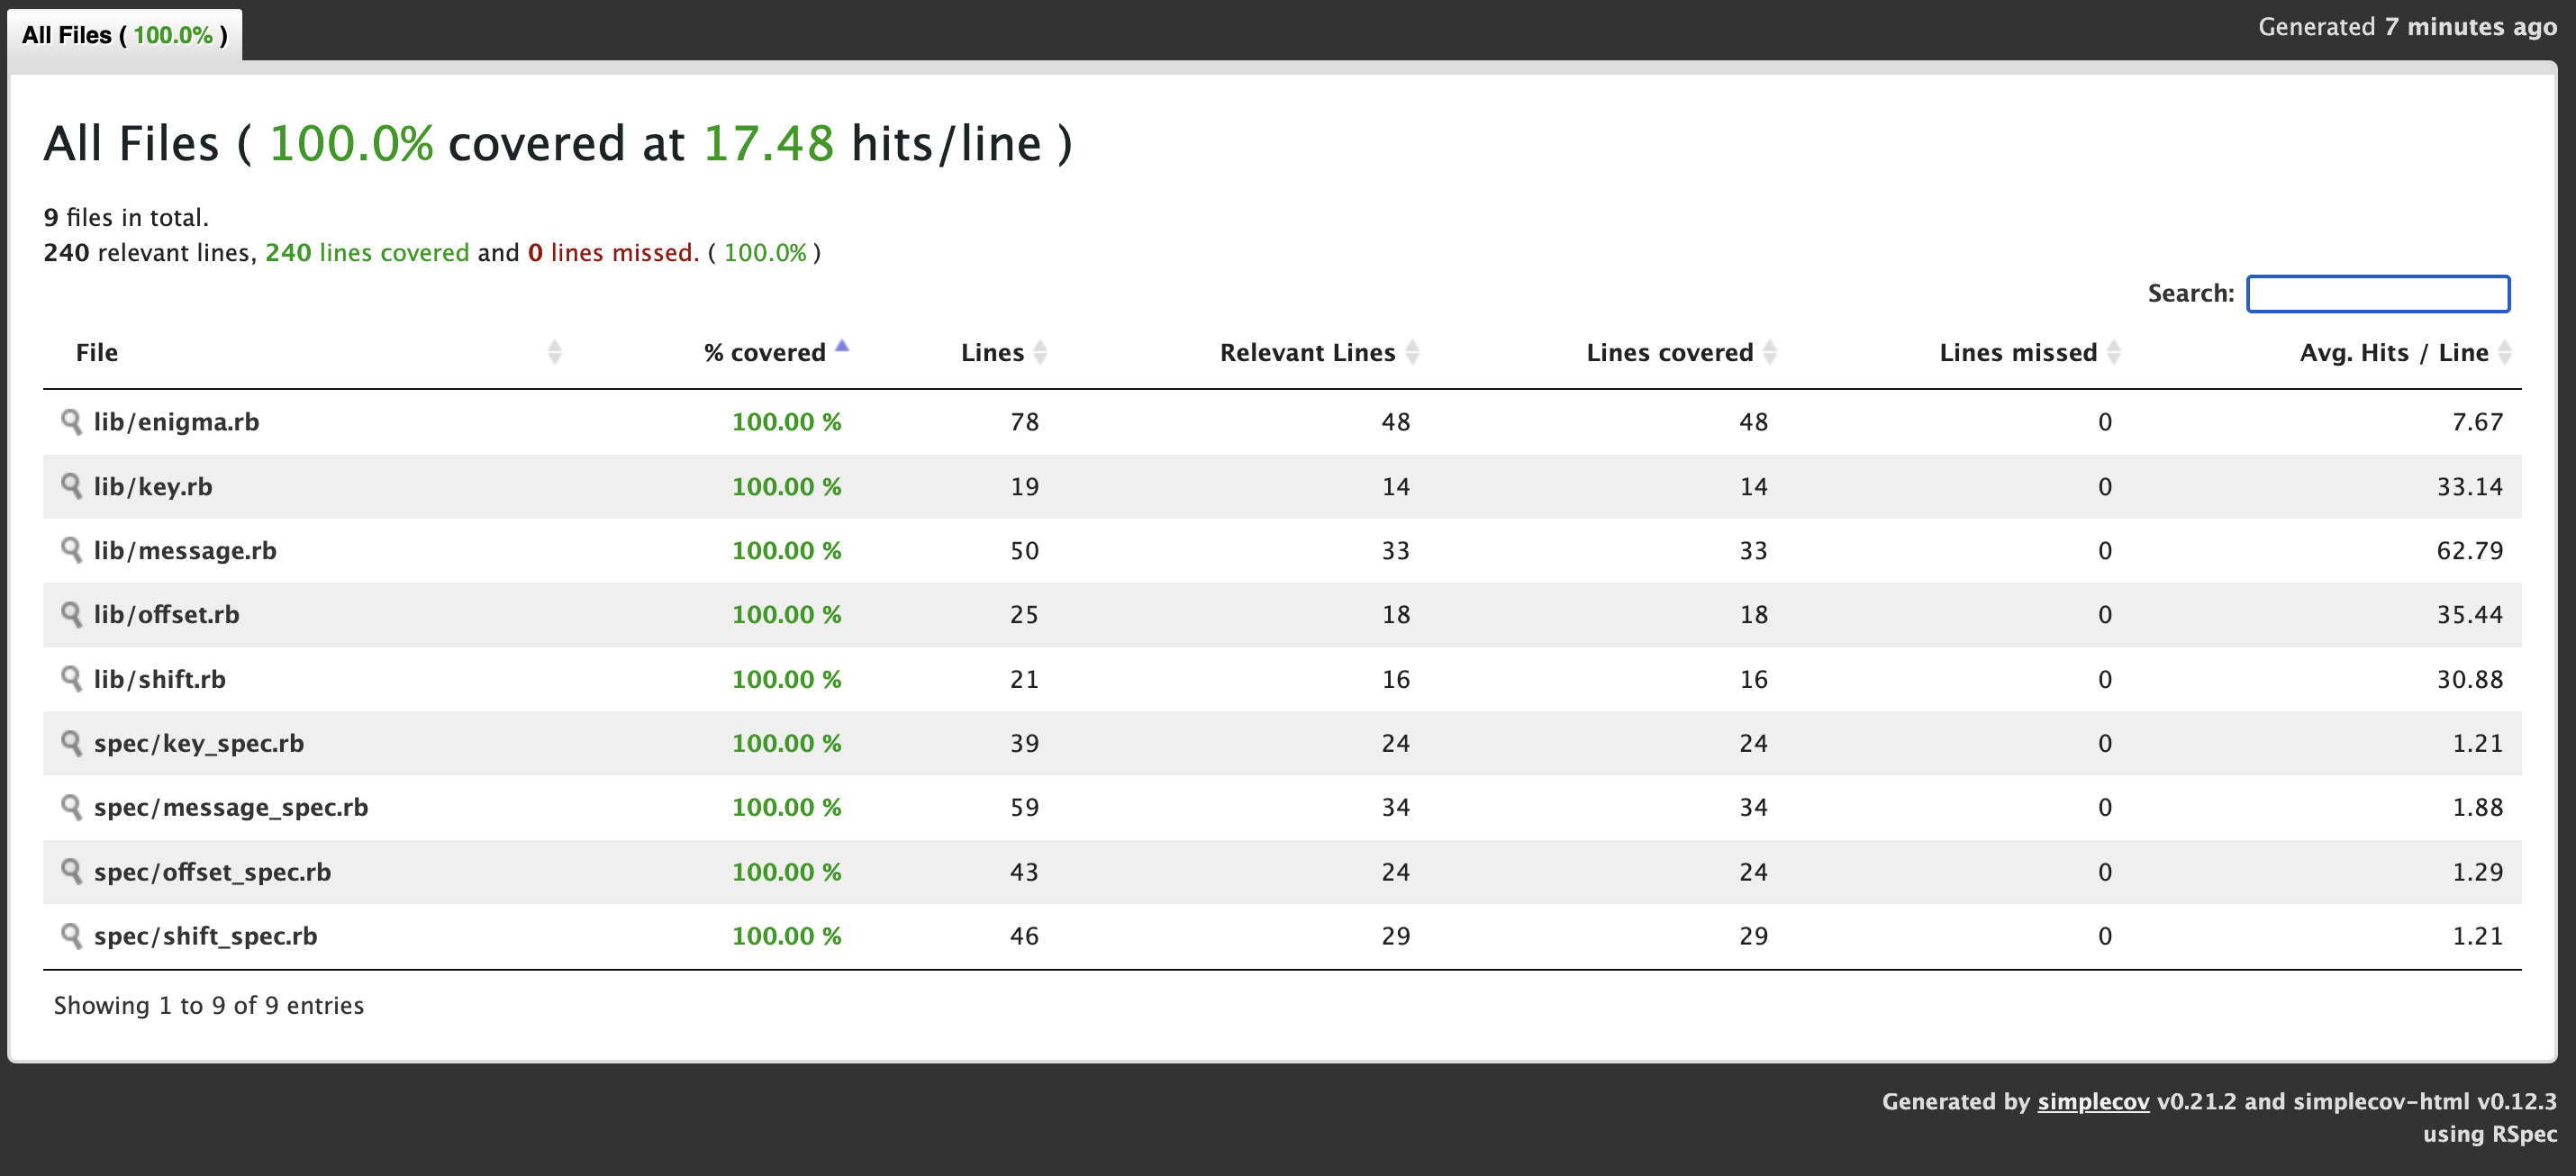 All Files ( 100.0% )
Generated 7 minutes ago
All Files ( 100.0% covered at 17.48 hits/line )
9 files in total.
240 relevant lines, 240 lines covered and 0 lines missed. ( 100.0% )
Search:
File % covered Lines Relevant Lines Lines covered Lines missed Avg. Hits / Line
lib/enigma.rb 100.00 % 78 48 48 0 7.67
lib/key.rb 100.00 % 19 14 14 0 33.14
lib/message.rb 100.00 % 50 33 33 0 62.79
lib/offset.rb 100.00 % 25 18 18 0 35.44
lib/shift.rb 100.00 % 21 16 16 0 30.88
spec/key_spec.rb 100.00 % 39 24 24 0 1.21
spec/message_spec.rb 100.00 % 59 34 34 0 1.88
spec/offset_spec.rb 100.00 % 43 24 24 0 1.29
spec/shift_spec.rb 100.00 % 46 29 29 0 1.21
Showing 1 to 9 of 9 entries
Generated by simplecov v0.21.2 and simplecov-html v0.12.3
using RSpec